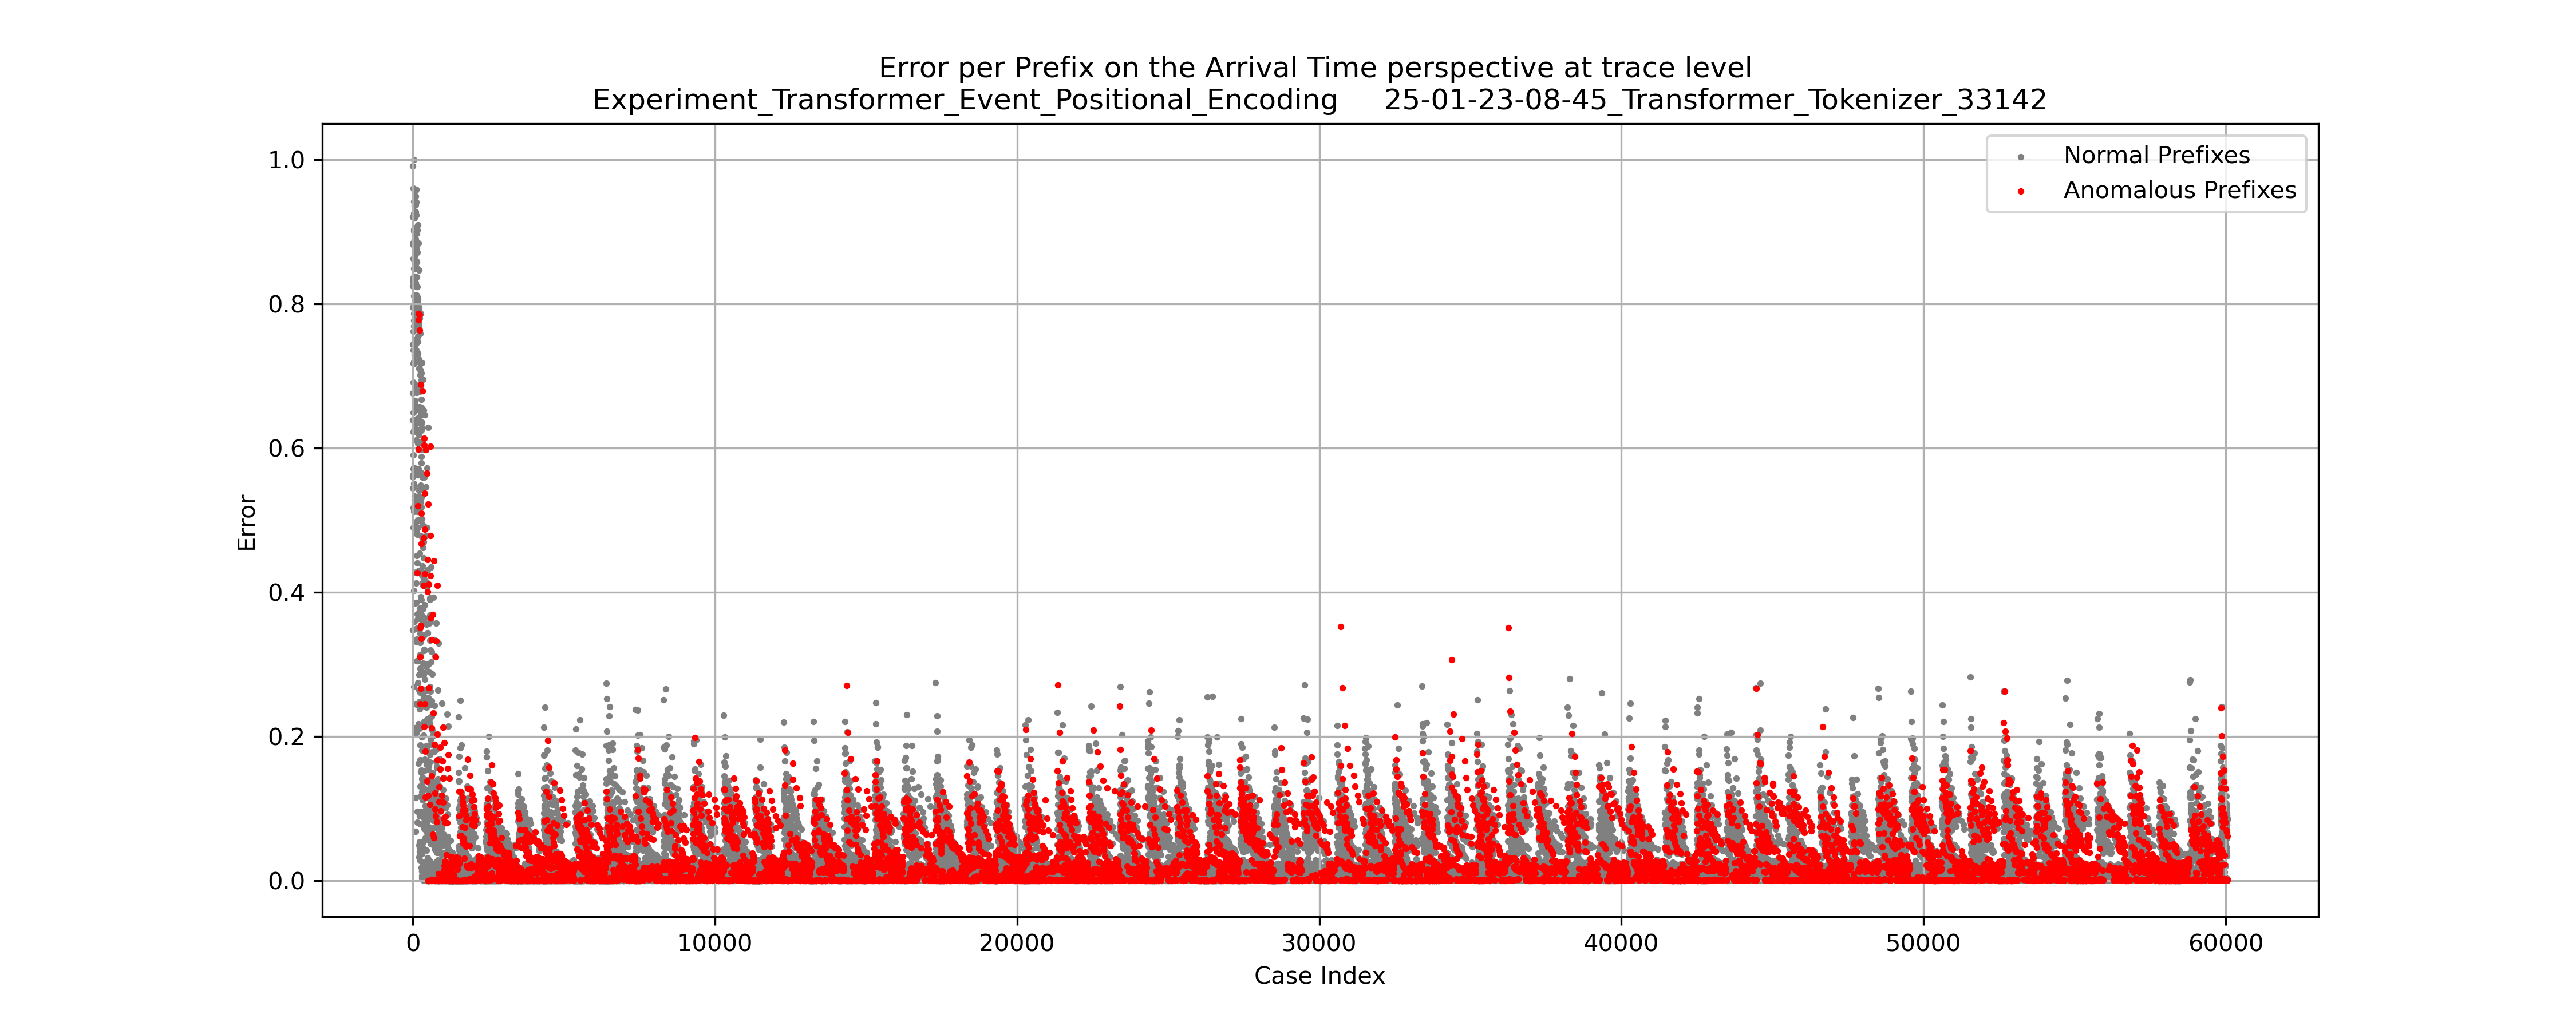 Error per Prefix on the Arrival Time perspective at trace level
Experiment_Transformer_Event_Positional_Encoding 25-01-23-08-45_Transformer_Tokenizer_33142
Normal Prefixes
Anomalous Prefixes
Error
1.0
0.8
0.6
0.4
0.2
0.0
0 10000 20000 30000 40000 50000 60000
Case Index